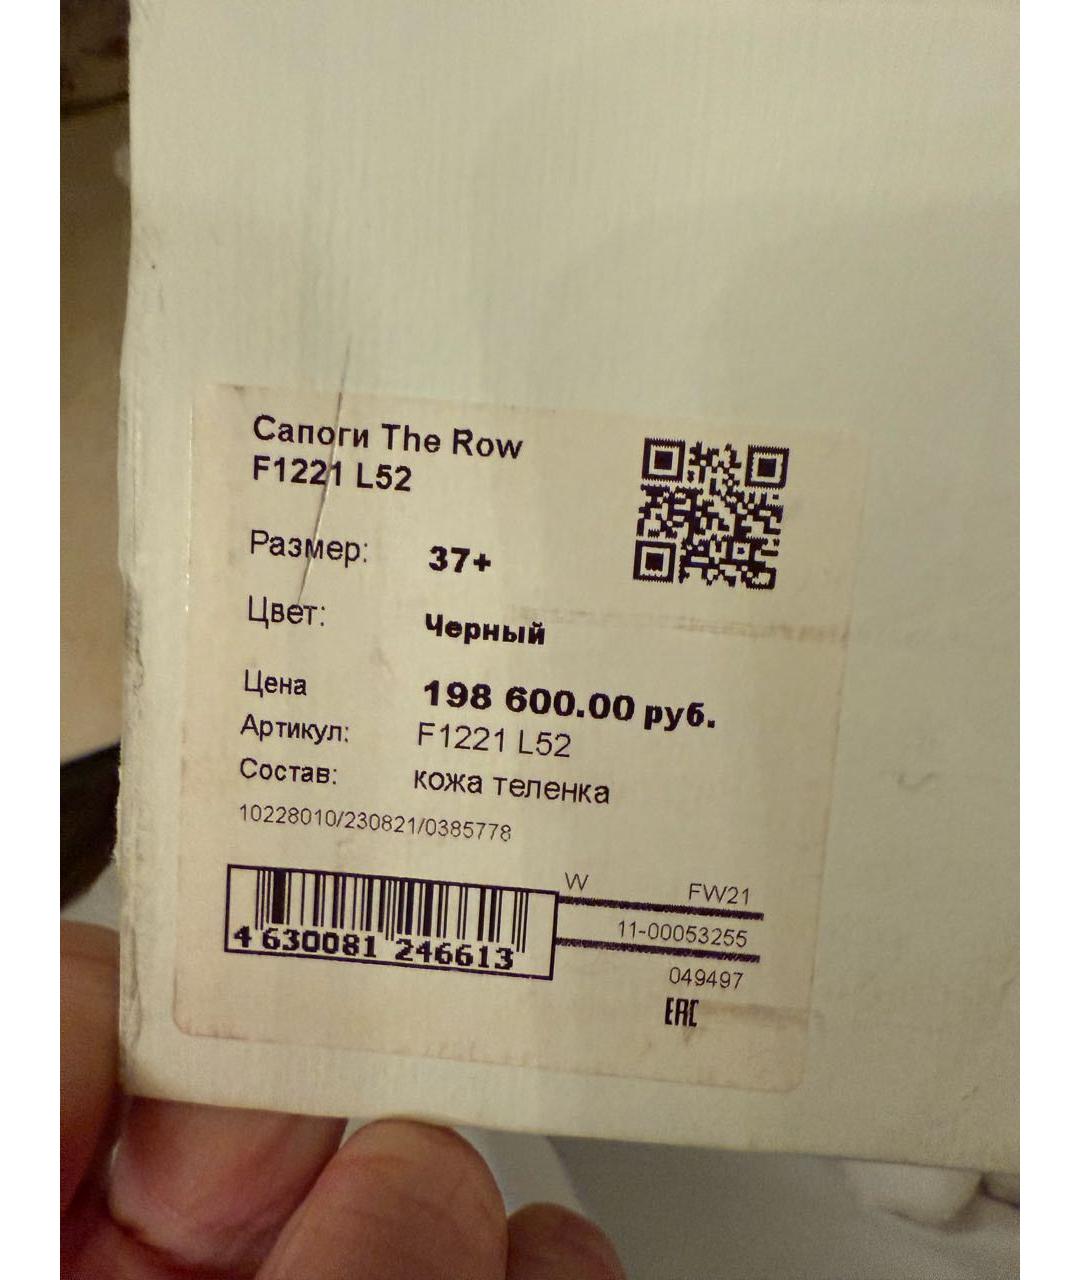 Сапоги The Row
F1221 L52
Размер: 37+
Цвет: Черный
Цена 198 600.00 руб.
Артикул: F1221 L52
Состав: кожа теленка
10228010/230821/0385778
W FW21
11-00053255
4 630081 246613
049497
EAC